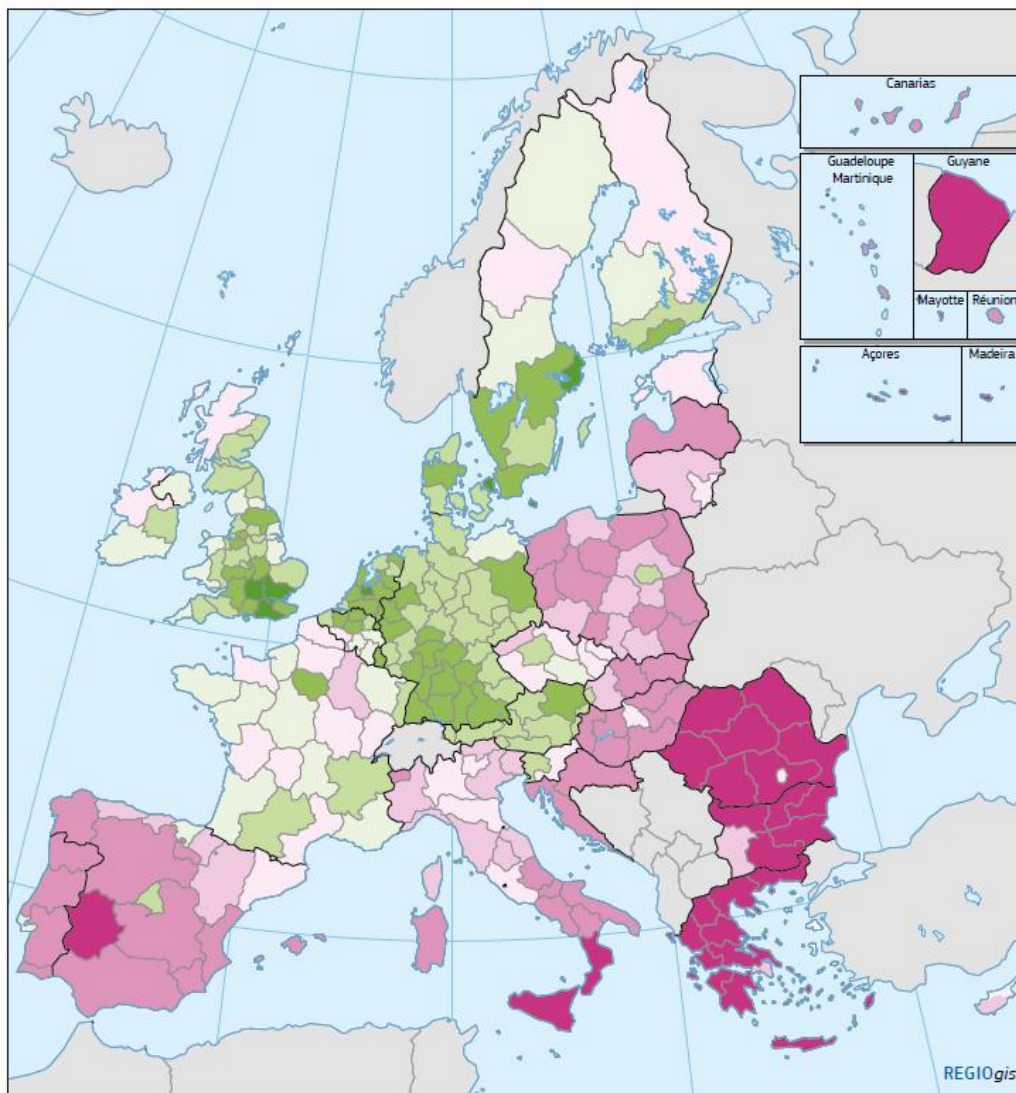 Canarias
Guadeloupe
Martinique
Guyane
Mayotte
Réunion
Açores
Madeira
REGIOgis